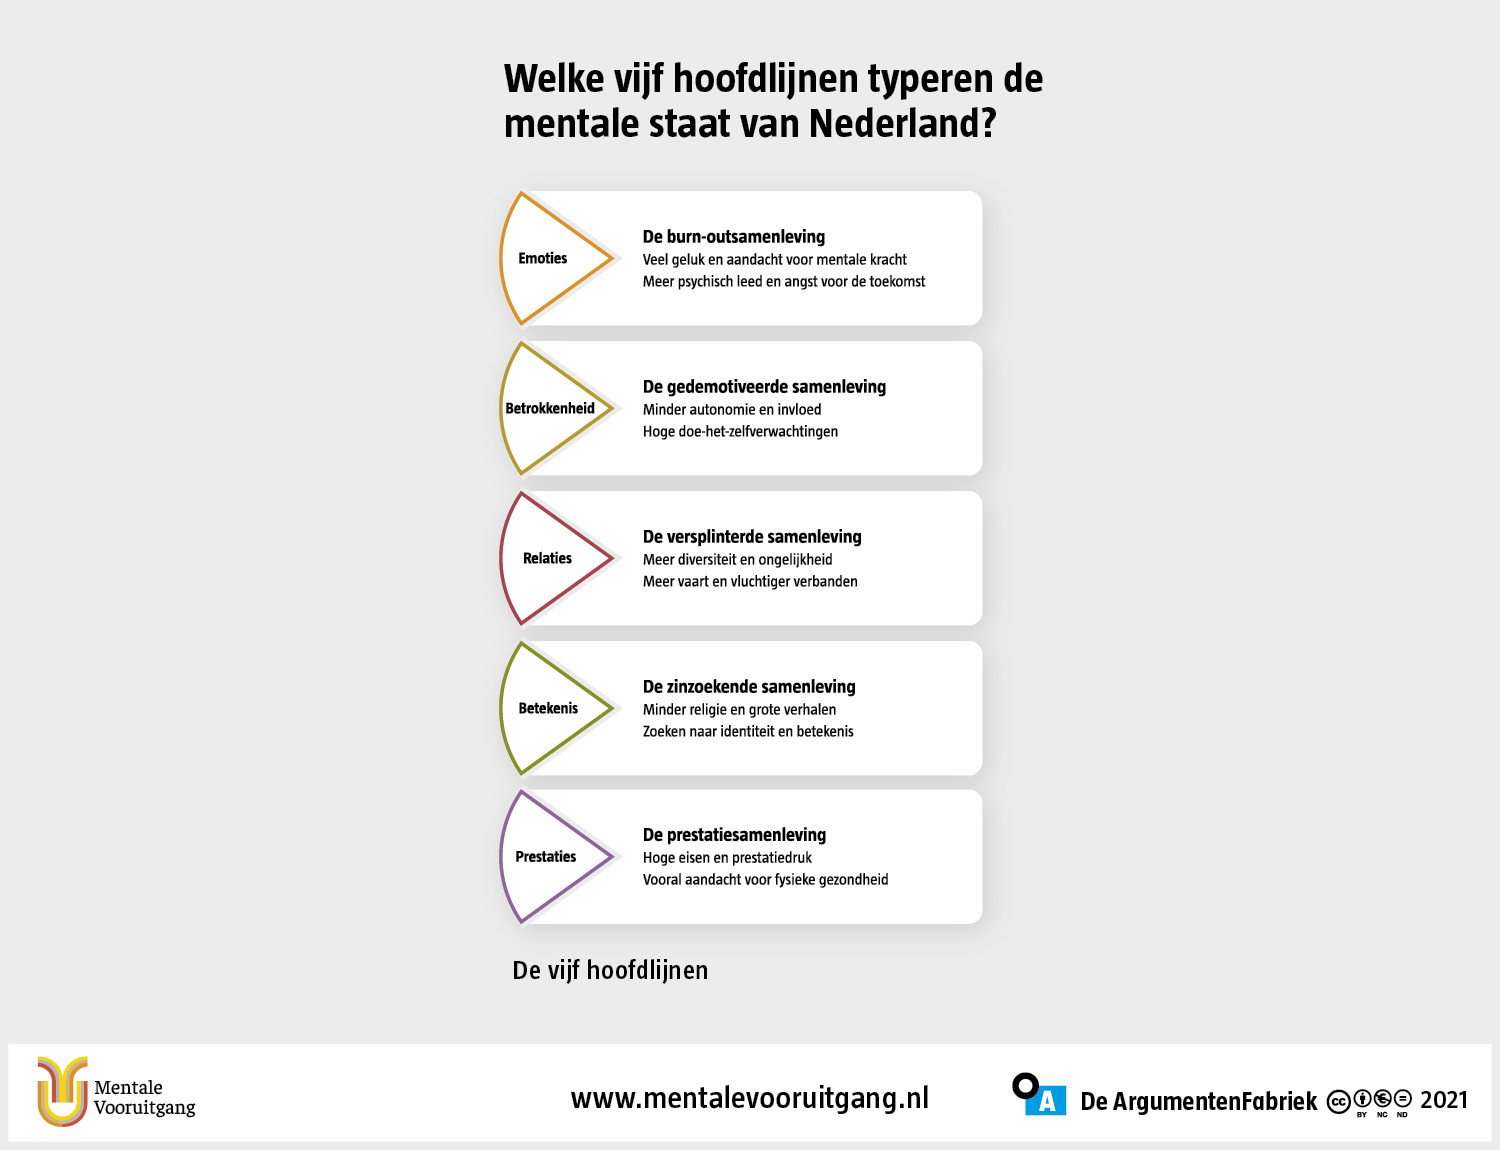 Welke vijf hoofdlijnen typeren de
mentale staat van Nederland?
Emoties
De burn-outsamenleving
Veel geluk en aandacht voor mentale kracht
Meer psychisch leed en angst voor de toekomst
Betrokkenheid
De gedemotiveerde samenleving
Minder autonomie en invloed
Hoge doe-het-zelfverwachtingen
Relaties
De versplinterde samenleving
Meer diversiteit en ongelijkheid
Meer vaart en vluchtiger verbanden
Betekenis
De zinzoekende samenleving
Minder religie en grote verhalen
Zoeken naar identiteit en betekenis
Prestaties
De prestatiesamenleving
Hoge eisen en prestatiedruk
Vooral aandacht voor fysieke gezondheid
De vijf hoofdlijnen
Mentale
Vooruitgang
www.mentalevooruitgang.nl
A
De ArgumentenFabriek cc 2021
BY NC ND